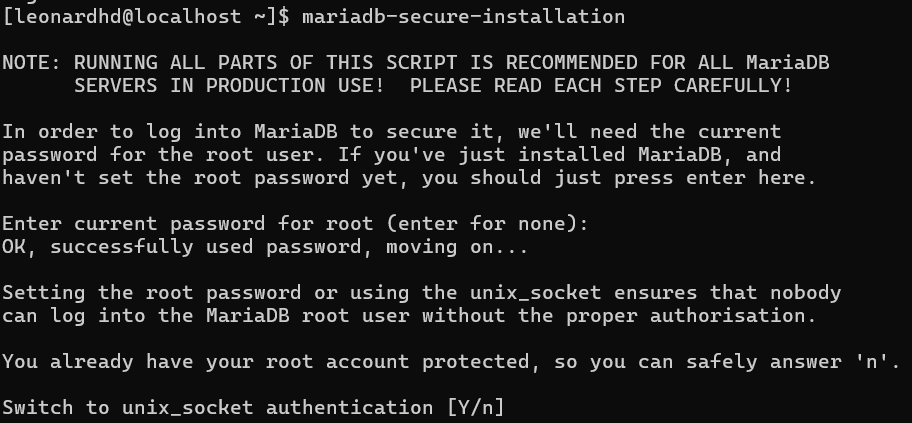 [leonardhd@localhost ~]$ mariadb-secure-installation
NOTE: RUNNING ALL PARTS OF THIS SCRIPT IS RECOMMENDED FOR ALL MariaDB
SERVERS IN PRODUCTION USE!  PLEASE READ EACH STEP CAREFULLY!
In order to log into MariaDB to secure it, we'll need the current
password for the root user. If you've just installed MariaDB, and
haven't set the root password yet, you should just press enter here.
Enter current password for root (enter for none):
OK, successfully used password, moving on...
Setting the root password or using the unix_socket ensures that nobody
can log into the MariaDB root user without the proper authorisation.
You already have your root account protected, so you can safely answer 'n'.
Switch to unix_socket authentication [Y/n]